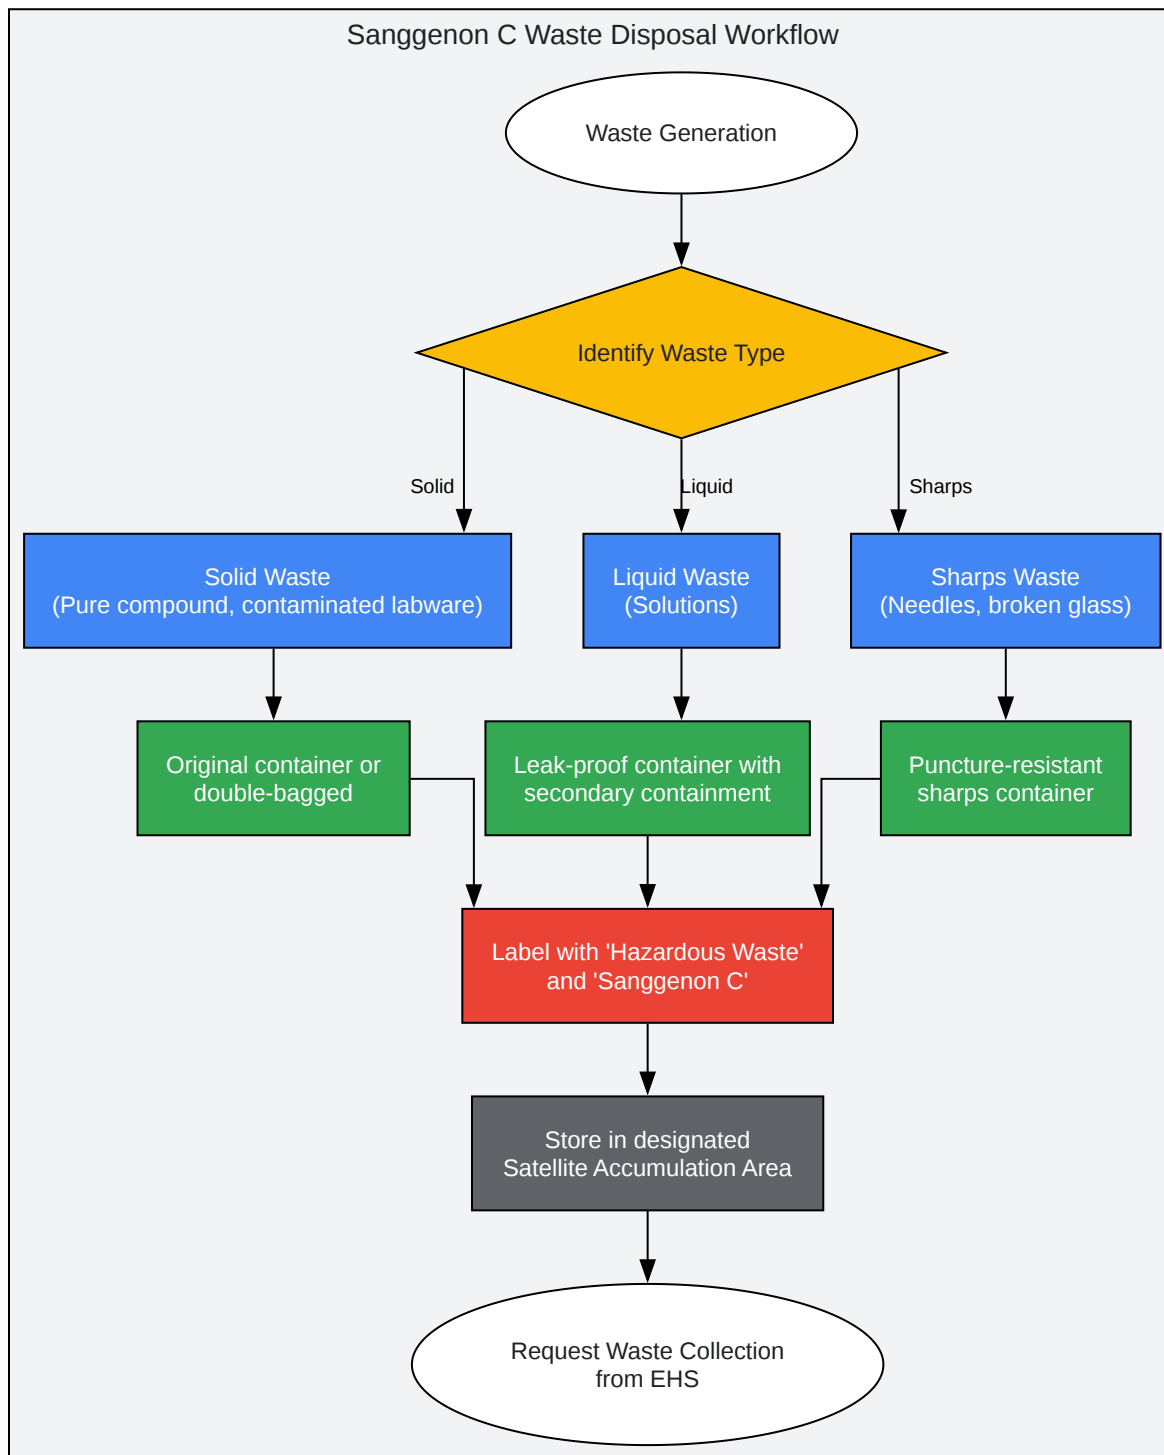 Sanggenon C Waste Disposal Workflow
Waste Generation
Identify Waste Type
Solid
Liquid
Sharps
Solid Waste
(Pure compound, contaminated labware)
Liquid Waste
(Solutions)
Sharps Waste
(Needles, broken glass)
Original container or
double-bagged
Leak-proof container with
secondary containment
Puncture-resistant
sharps container
Label with 'Hazardous Waste'
and 'Sanggenon C'
Store in designated
Satellite Accumulation Area
Request Waste Collection
from EHS